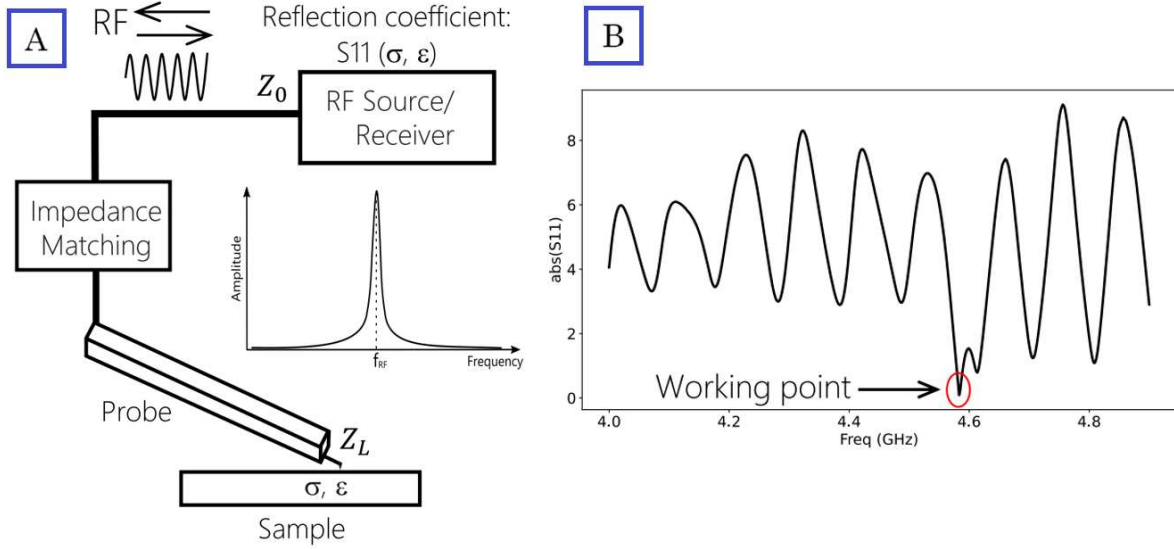 A
RF
Reflection coefficient:
S11 (σ, ε)
Z0
RF Source/
Receiver
Impedance
Matching
Amplitude
fRF
Frequency
Probe
ZL
σ, ε
Sample
B
abs(S11)
8
6
4
2
0
Working point
4.0
4.2
4.4
4.6
4.8
Freq (GHz)